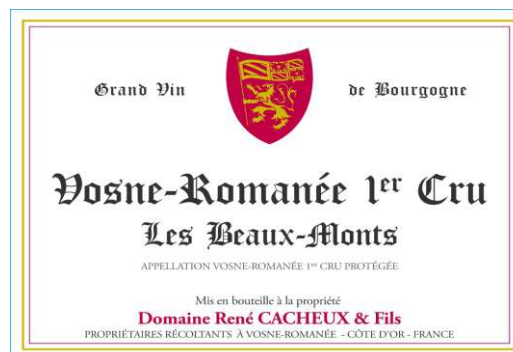 Grand Vin de Bourgogne
Vosne-Romanée 1er Cru
Les Beaux-Monts
APPELLATION VOSNE-ROMANÉE 1er CRU PROTÉGÉE
Mis en bouteille à la propriété
Domaine René CACHEUX & Fils
PROPRIÉTAIRES RÉCOLTANTS À VOSNE-ROMANÉE - CÔTE D'OR - FRANCE